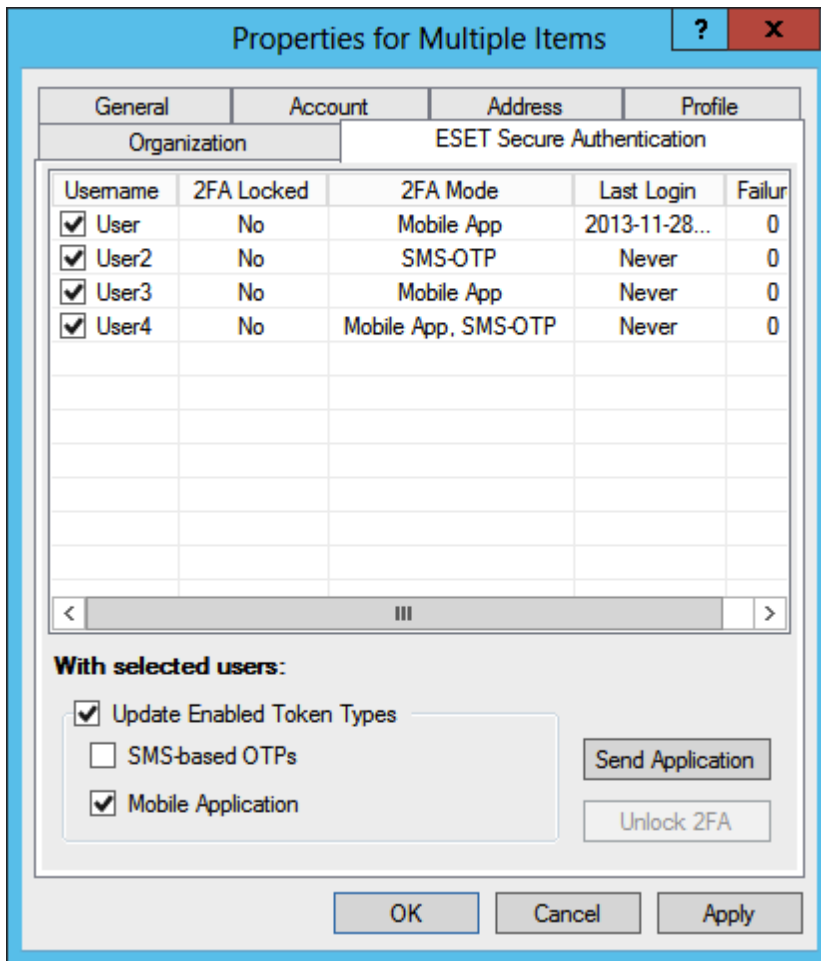 Properties for Multiple Items ? x
General Account Address Profile
Organization ESET Secure Authentication
Username 2FA Locked 2FA Mode Last Login Failur
User No Mobile App 2013-11-28... 0
User2 No SMS-OTP Never 0
User3 No Mobile App Never 0
User4 No Mobile App, SMS-OTP Never 0
With selected users:
Update Enabled Token Types
SMS-based OTPs
Send Application
Mobile Application
Unlock 2FA
OK Cancel Apply